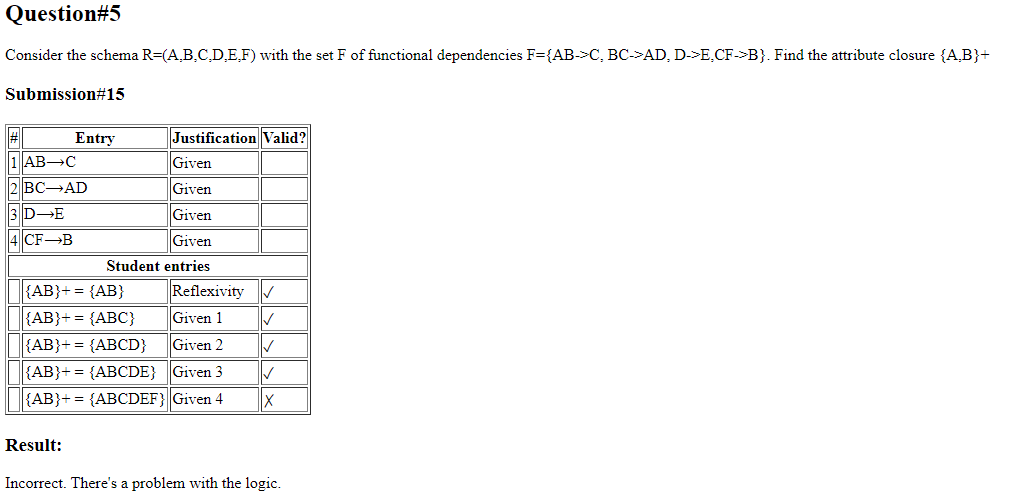 Question#5
Consider the schema R=(A,B,C,D,E,F) with the set F of functional dependencies F={AB->C, BC->AD, D->E,CF->B}. Find the attribute closure {A,B}+
Submission#15
# Entry Justification Valid?
1 AB→C Given
2 BC→AD Given
3 D→E Given
4 CF→B Given
Student entries
{AB}+ = {AB} Reflexivity ✓
{AB}+ = {ABC} Given 1 ✓
{AB}+ = {ABCD} Given 2 ✓
{AB}+ = {ABCDE} Given 3 ✓
{AB}+ = {ABCDEF} Given 4 ✗
Result:
Incorrect. There's a problem with the logic.